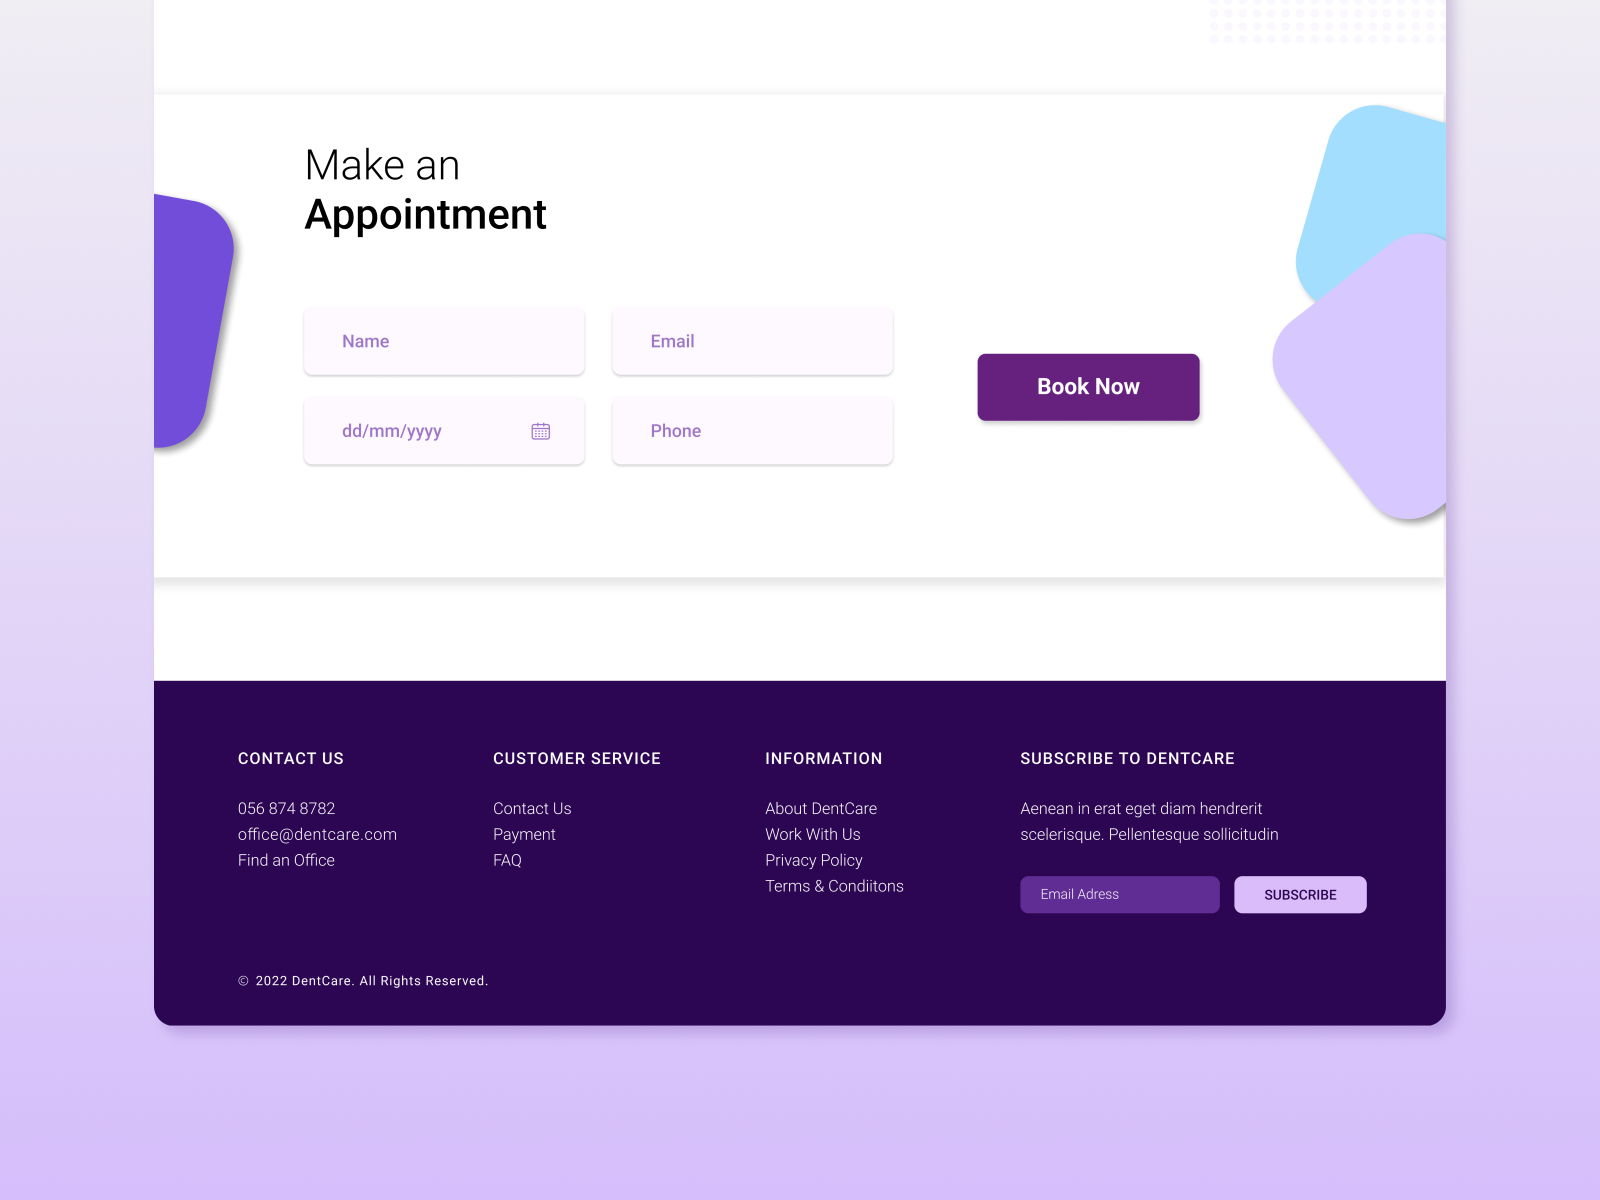 Make an
Appointment
Name
Email
dd/mm/yyyy
Phone
Book Now
CONTACT US
056 874 8782
office@dentcare.com
Find an Office
CUSTOMER SERVICE
Contact Us
Payment
FAQ
INFORMATION
About DentCare
Work With Us
Privacy Policy
Terms & Condiitons
SUBSCRIBE TO DENTCARE
Aenean in erat eget diam hendrerit
scelerisque. Pellentesque sollicitudin
Email Adress
SUBSCRIBE
© 2022 DentCare. All Rights Reserved.